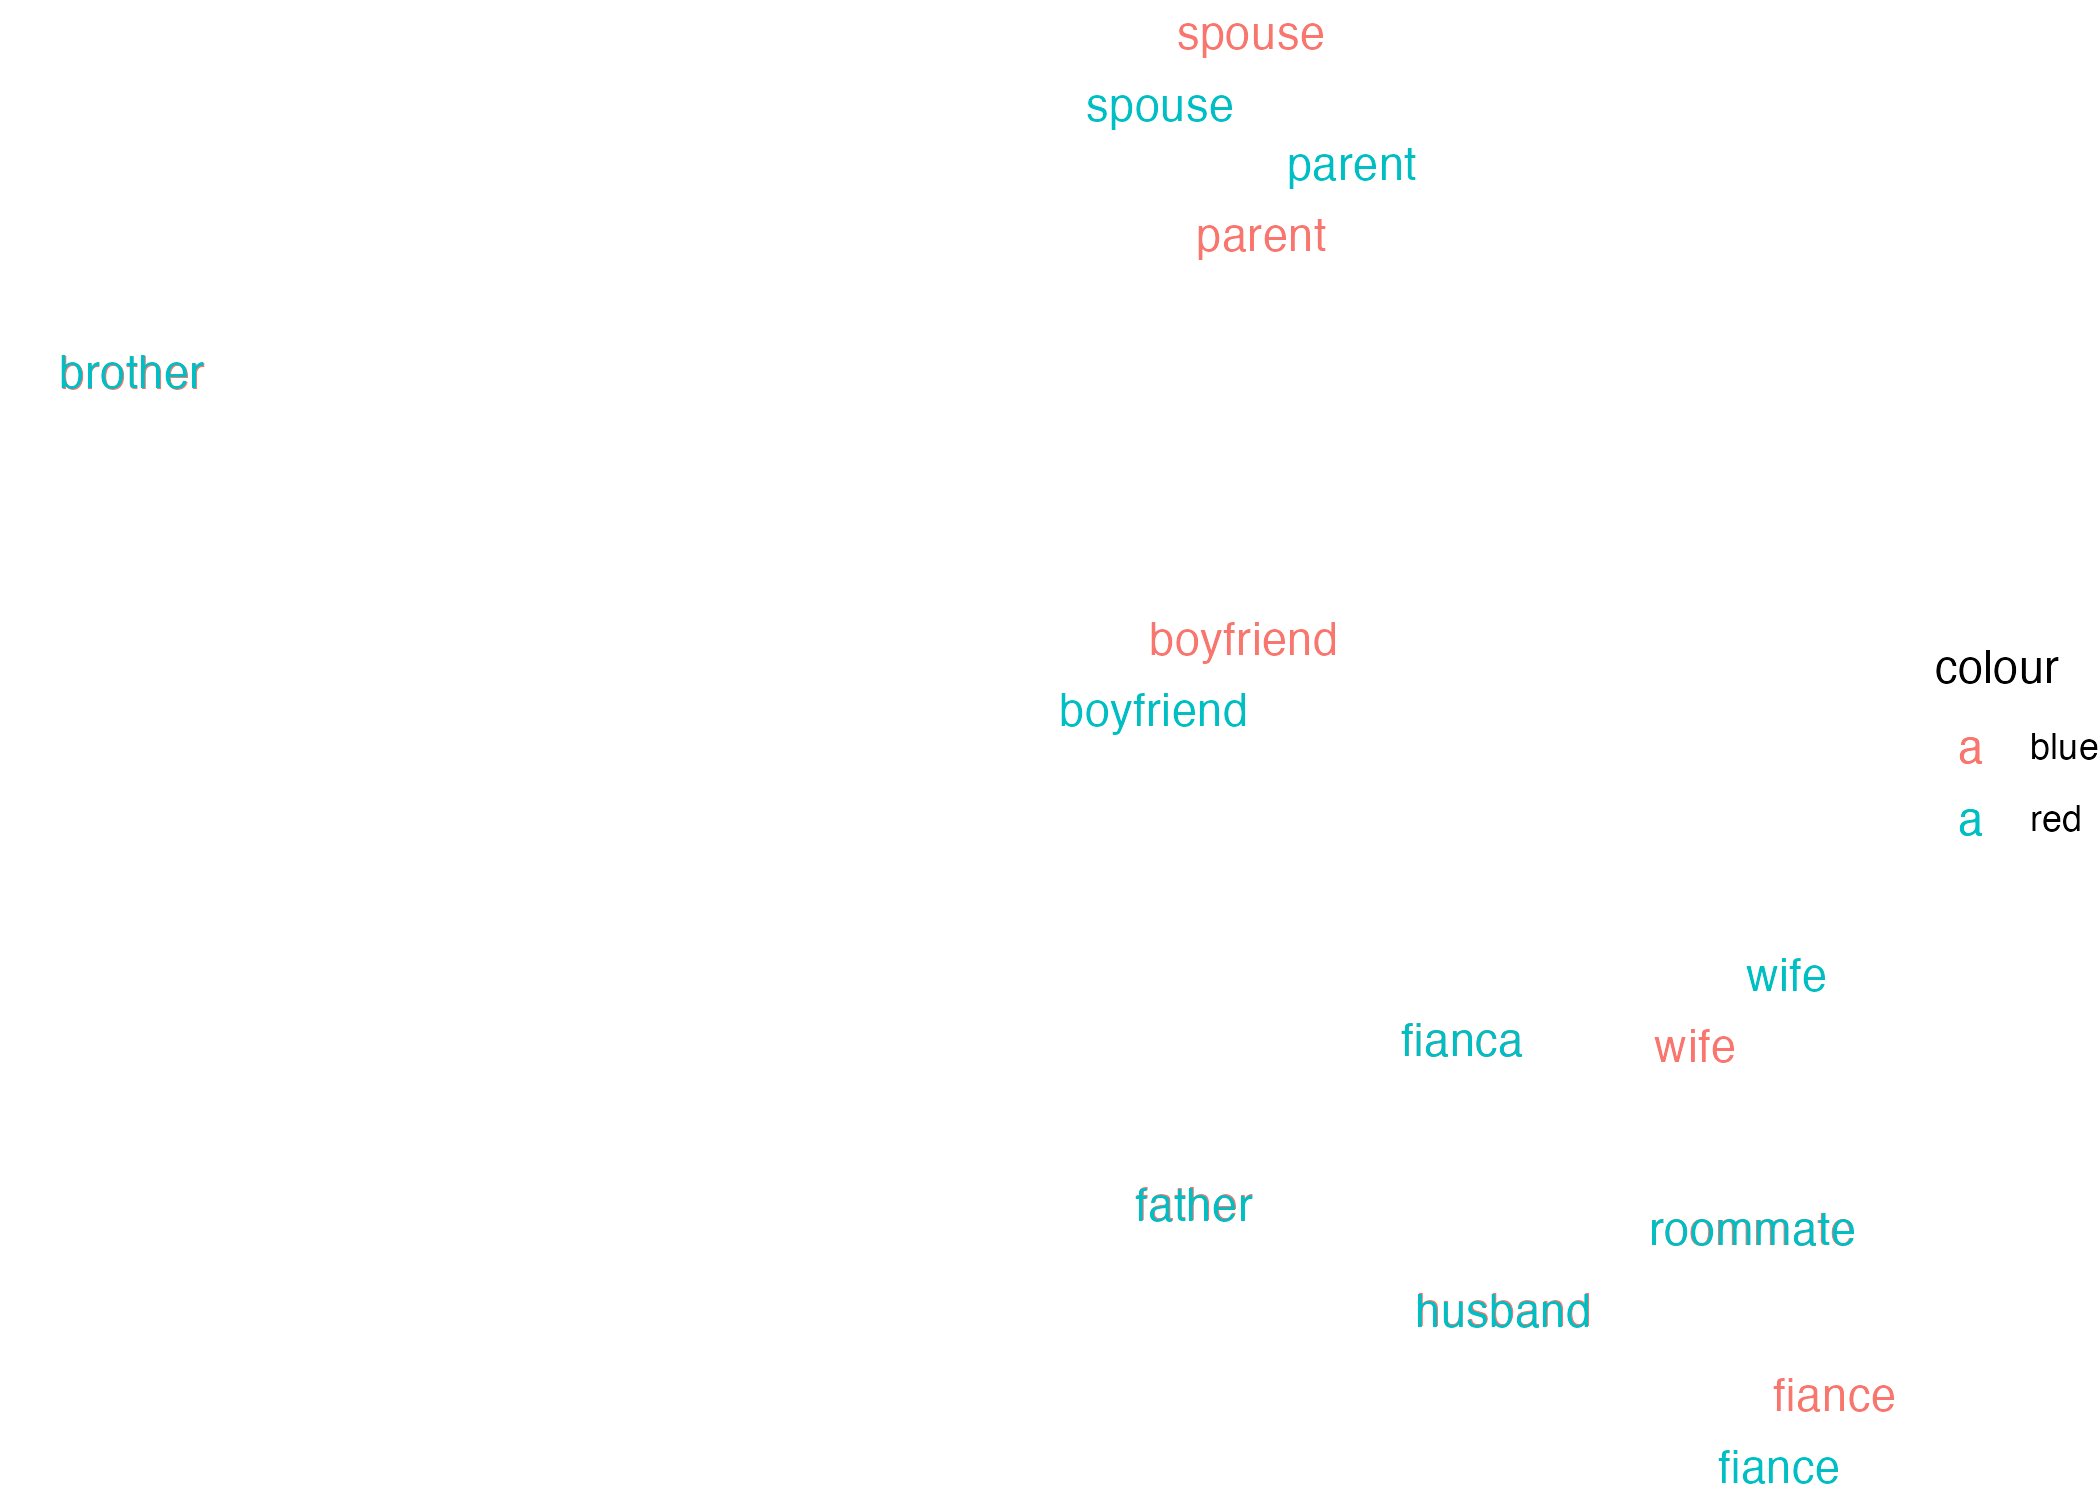 spouse
spouse
parent
parent
brother
boyfriend
colour
boyfriend
a blue
a red
wife
fianca
wife
father
roommate
husband
fiance
fiance